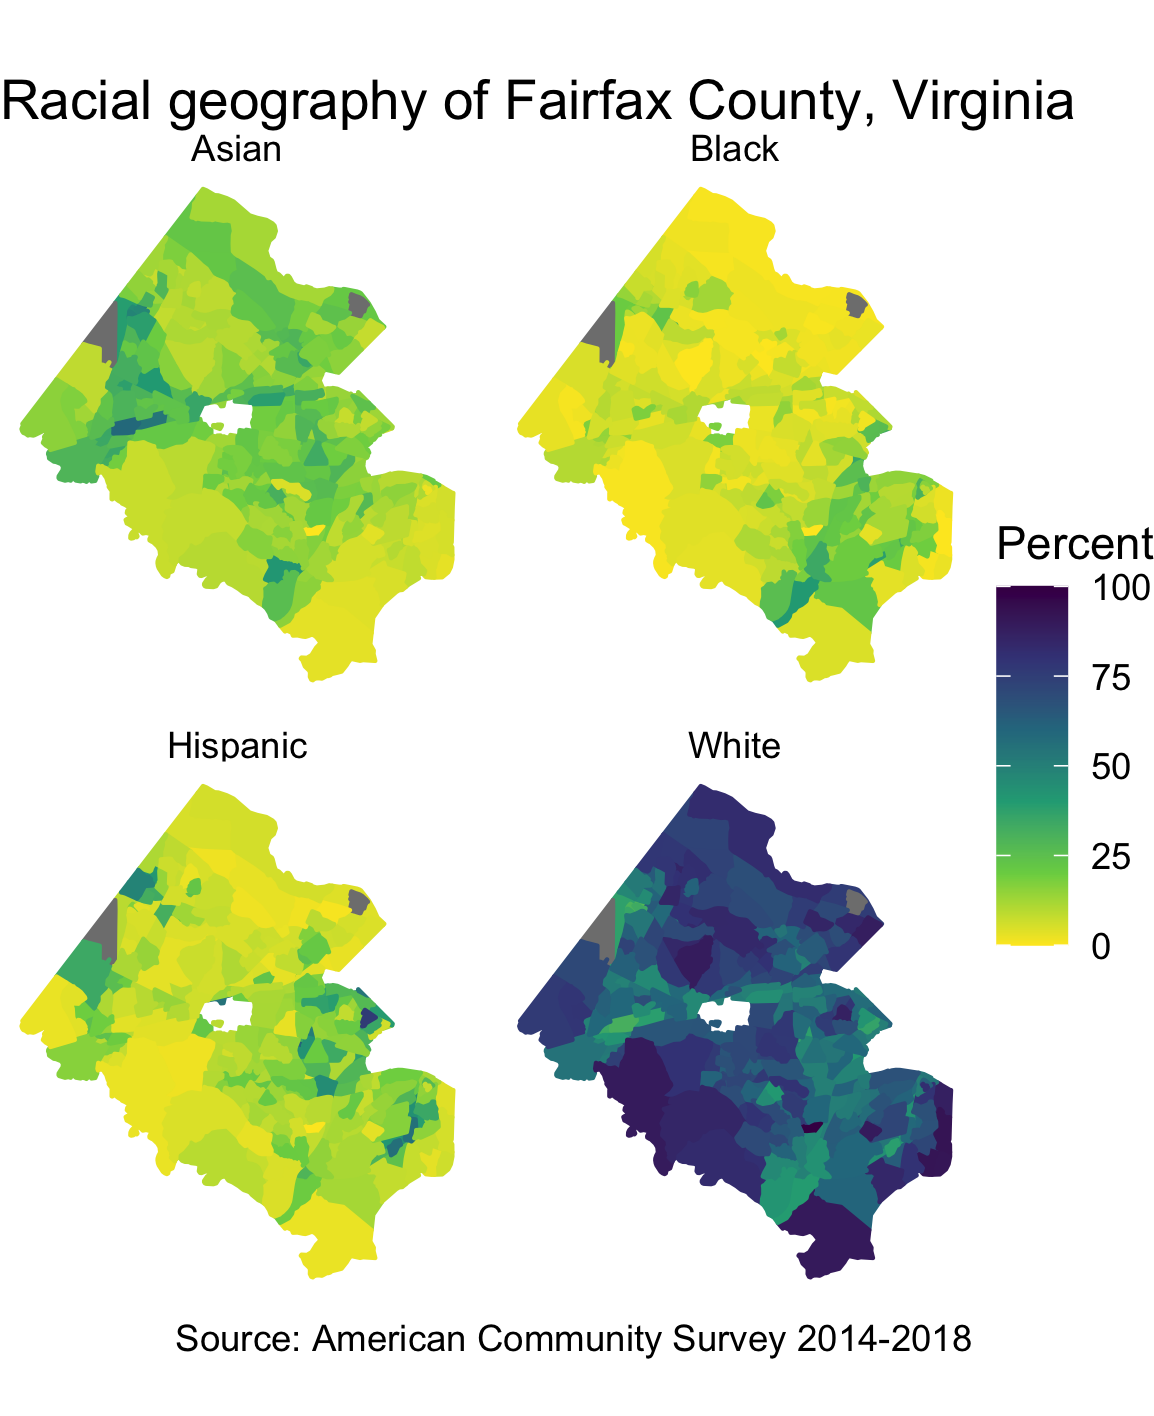 Racial geography of Fairfax County, Virginia
Asian
Black
Percent
100
75
50
25
0
Hispanic
White
Source: American Community Survey 2014-2018